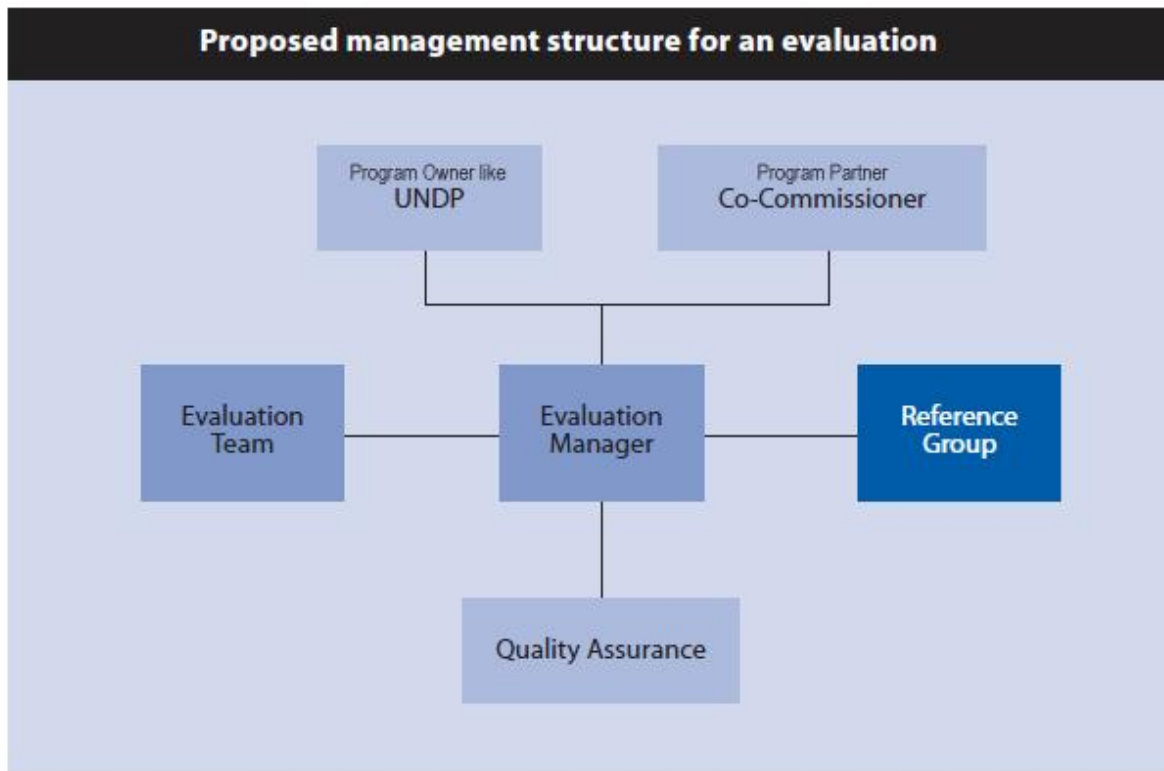 Proposed management structure for an evaluation
Program Owner like
UNDP
Program Partner
Co-Commissioner
Evaluation
Team
Evaluation
Manager
Reference
Group
Quality Assurance